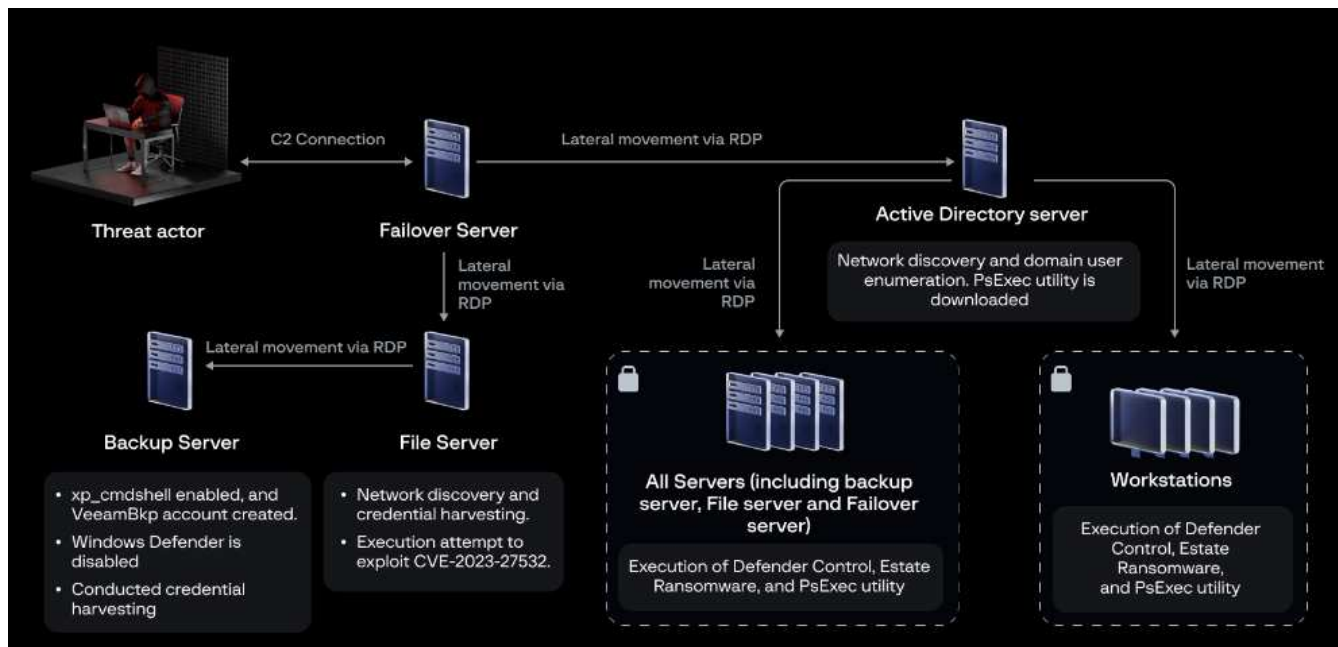 C2 Connection
Lateral movement via RDP
Threat actor
Failover Server
Active Directory server
Network discovery and domain user
enumeration. PsExec utility is
downloaded
Lateral
movement via
RDP
Lateral
movement via
RDP
Lateral movement
via RDP
Lateral movement via RDP
Backup Server
File Server
• xp_cmdshell enabled, and
VeeamBkp account created.
• Windows Defender is
disabled
• Conducted credential
harvesting
• Network discovery and
credential harvesting.
• Execution attempt to
exploit CVE-2023-27532.
All Servers (including backup
server, File server and Failover
server)
Execution of Defender Control, Estate
Ransomware, and PsExec utility
Workstations
Execution of Defender
Control, Estate
Ransomware,
and PsExec utility